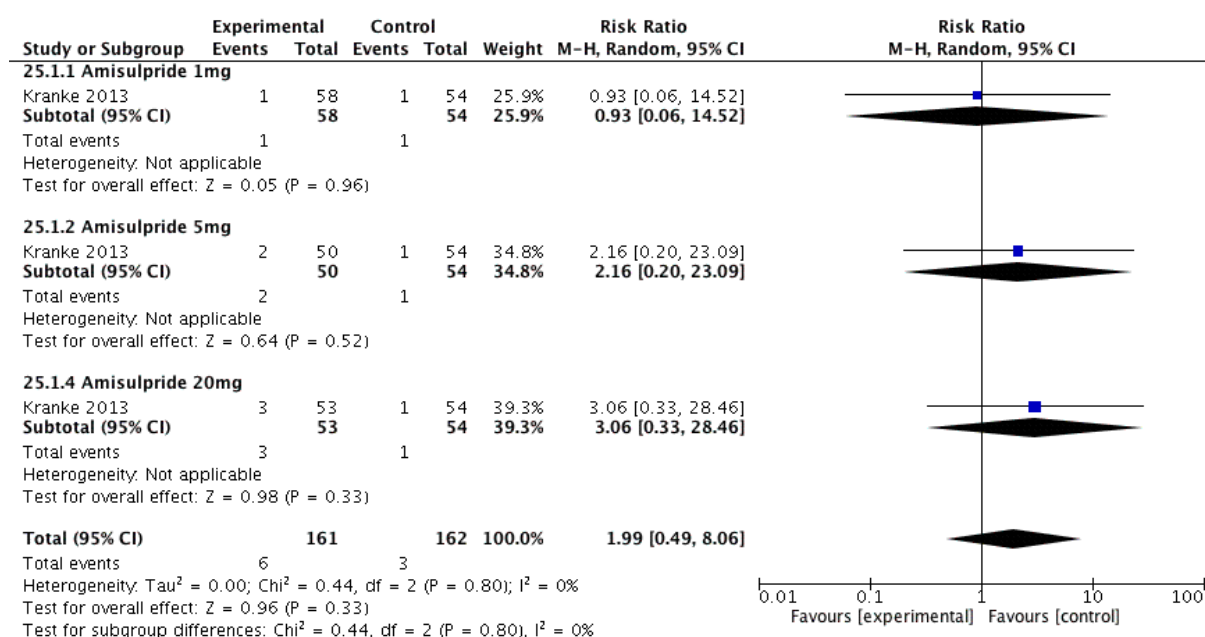 Experimental Control Risk Ratio Risk Ratio
Study or Subgroup Events Total Events Total Weight M-H, Random, 95% CI M-H, Random, 95% CI
25.1.1 Amisulpride 1mg
Kranke 2013 1 58 1 54 25.9% 0.93 [0.06, 14.52]
Subtotal (95% CI) 58 54 25.9% 0.93 [0.06, 14.52]
Total events 1 1
Heterogeneity: Not applicable
Test for overall effect: Z = 0.05 (P = 0.96)
25.1.2 Amisulpride 5mg
Kranke 2013 2 50 1 54 34.8% 2.16 [0.20, 23.09]
Subtotal (95% CI) 50 54 34.8% 2.16 [0.20, 23.09]
Total events 2 1
Heterogeneity: Not applicable
Test for overall effect: Z = 0.64 (P = 0.52)
25.1.4 Amisulpride 20mg
Kranke 2013 3 53 1 54 39.3% 3.06 [0.33, 28.46]
Subtotal (95% CI) 53 54 39.3% 3.06 [0.33, 28.46]
Total events 3 1
Heterogeneity: Not applicable
Test for overall effect: Z = 0.98 (P = 0.33)
Total (95% CI) 161 162 100.0% 1.99 [0.49, 8.06]
Total events 6 3
Heterogeneity: Tau² = 0.00; Chi² = 0.44, df = 2 (P = 0.80); I² = 0%
Test for overall effect: Z = 0.96 (P = 0.33)
Test for subgroup differences: Chi² = 0.44, df = 2 (P = 0.80), I² = 0%
0.01 0.1 1 10 100
Favours [experimental] Favours [control]